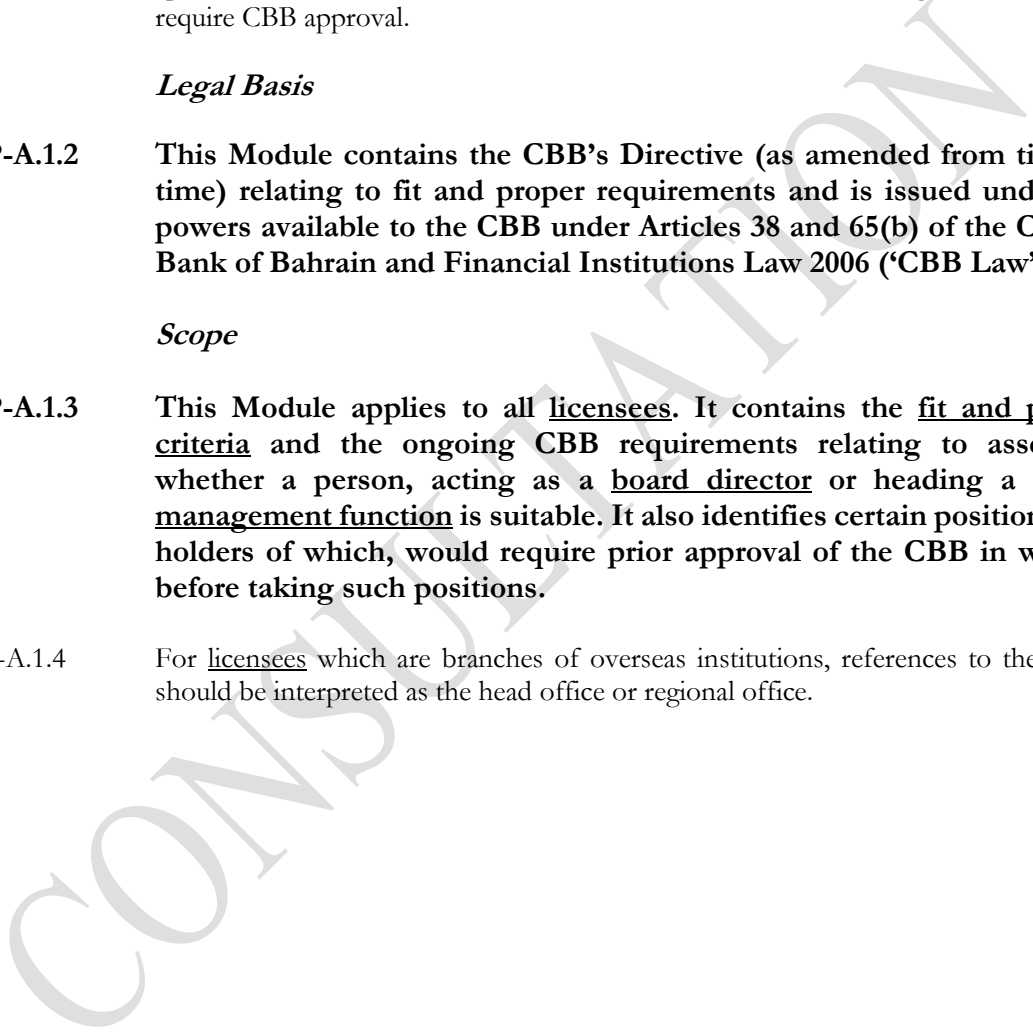 require CBB approval.
Legal Basis
-A.1.2 This Module contains the CBB’s Directive (as amended from
time) relating to fit and proper requirements and is issued
powers available to the CBB under Articles 38 and 65(b) of the
Bank of Bahrain and Financial Institutions Law 2006 (‘CBB Law’
Scope
-A.1.3 This Module applies to all licensees. It contains the fit and
criteria and the ongoing CBB requirements relating to
whether a person, acting as a board director or heading a
management function is suitable. It also identifies certain
holders of which, would require prior approval of the CBB in
before taking such positions.
-A.1.4 For licensees which are branches of overseas institutions, references to the
should be interpreted as the head office or regional office.
CONSULTATION